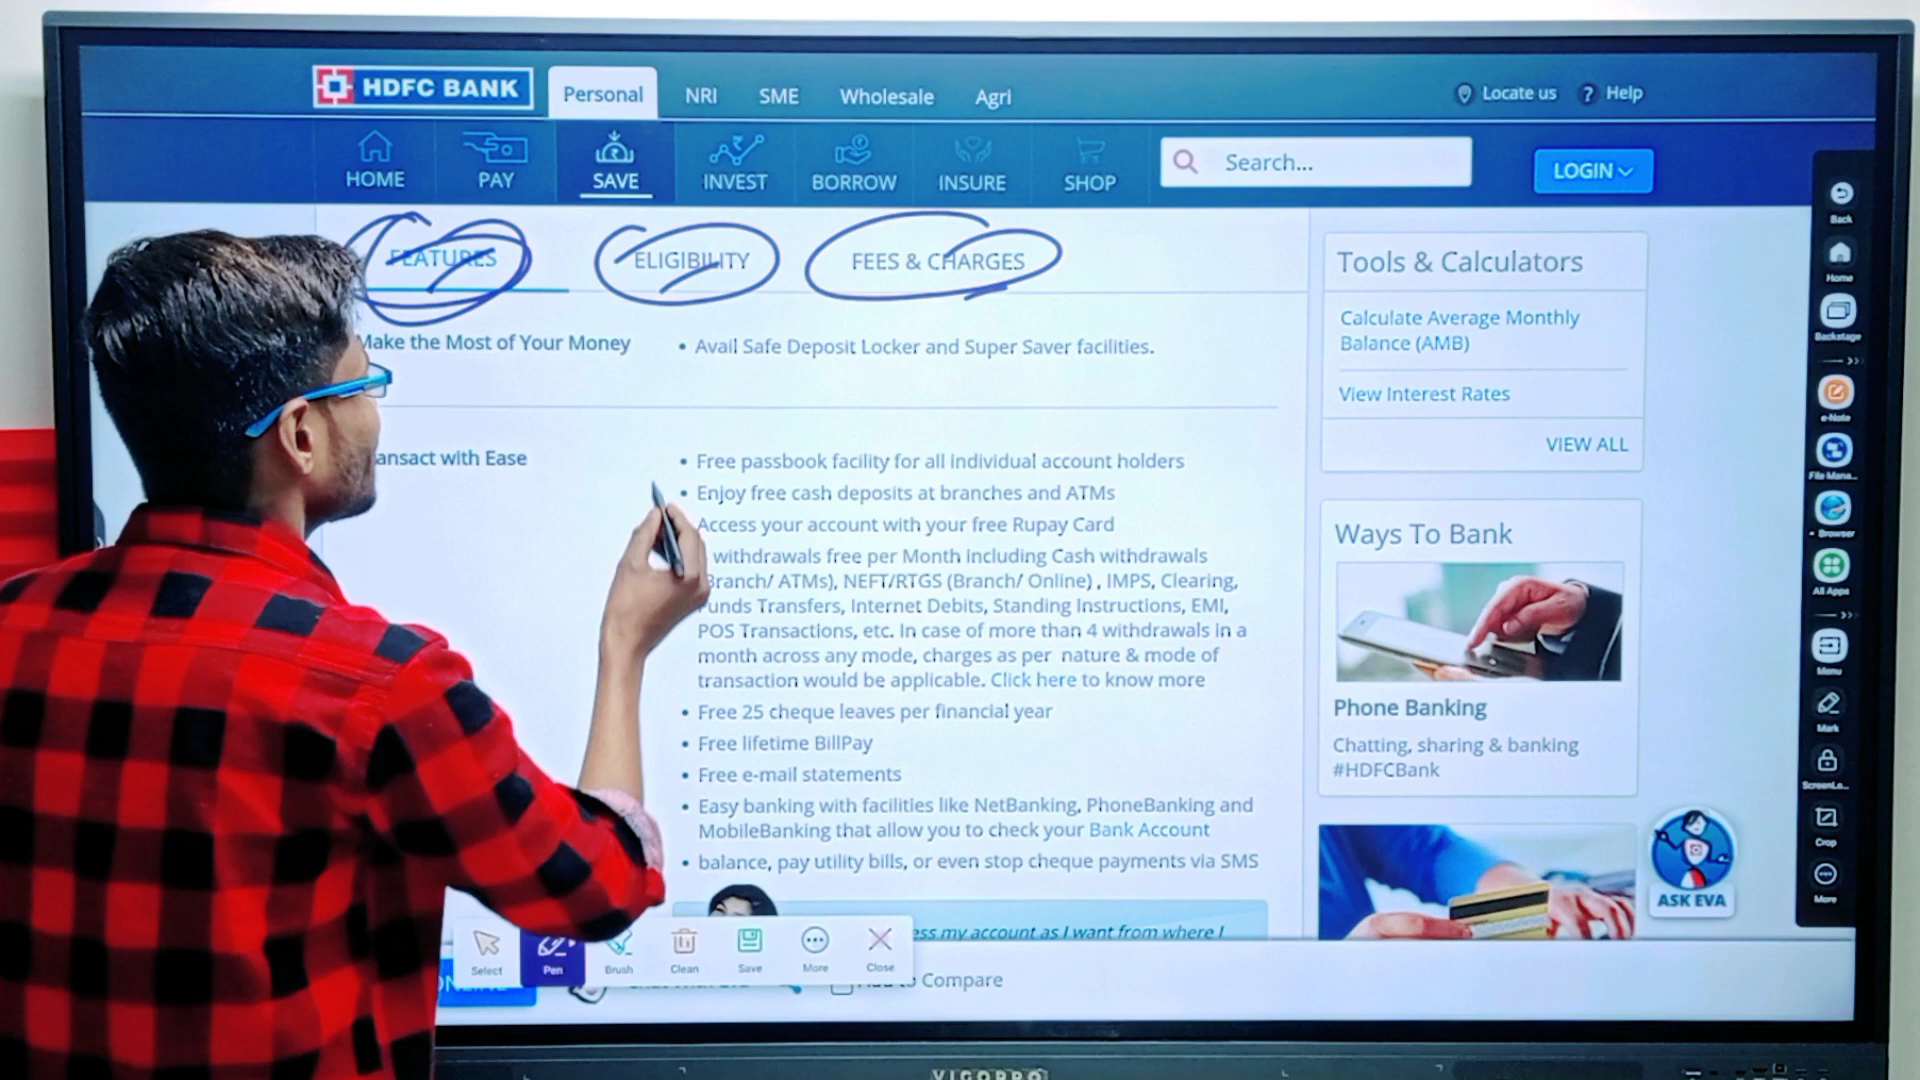 HDFC BANK
Personal
NRI
SME
Wholesale
Agri
Locate us
? Help
HOME
PAY
SAVE
INVEST
BORROW
INSURE
SHOP
Search...
LOGIN
FEATURES
ELIGIBILITY
FEES & CHARGES
Make the Most of Your Money
• Avail Safe Deposit Locker and Super Saver facilities.
ansact with Ease
• Free passbook facility for all individual account holders
• Enjoy free cash deposits at branches and ATMs
Access your account with your free Rupay Card
withdrawals free per Month including Cash withdrawals
Branch/ ATMs), NEFT/RTGS (Branch/ Online) , IMPS, Clearing,
Funds Transfers, Internet Debits, Standing Instructions, EMI,
POS Transactions, etc. In case of more than 4 withdrawals in a
month across any mode, charges as per nature & mode of
transaction would be applicable. Click here to know more
• Free 25 cheque leaves per financial year
• Free lifetime BillPay
• Free e-mail statements
• Easy banking with facilities like NetBanking, PhoneBanking and
MobileBanking that allow you to check your Bank Account
• balance, pay utility bills, or even stop cheque payments via SMS
ess my account as I want from where I
to Compare
Select
Pen
Brush
Clean
Save
More
Close
Tools & Calculators
Calculate Average Monthly
Balance (AMB)
View Interest Rates
VIEW ALL
Ways To Bank
Phone Banking
Chatting, sharing & banking
#HDFCBank
ASK EVA
Back
Home
Backstage
e-Note
File Mana...
Browser
All Apps
Menu
Mark
ScreenLo...
Crop
More
VIGOPRO